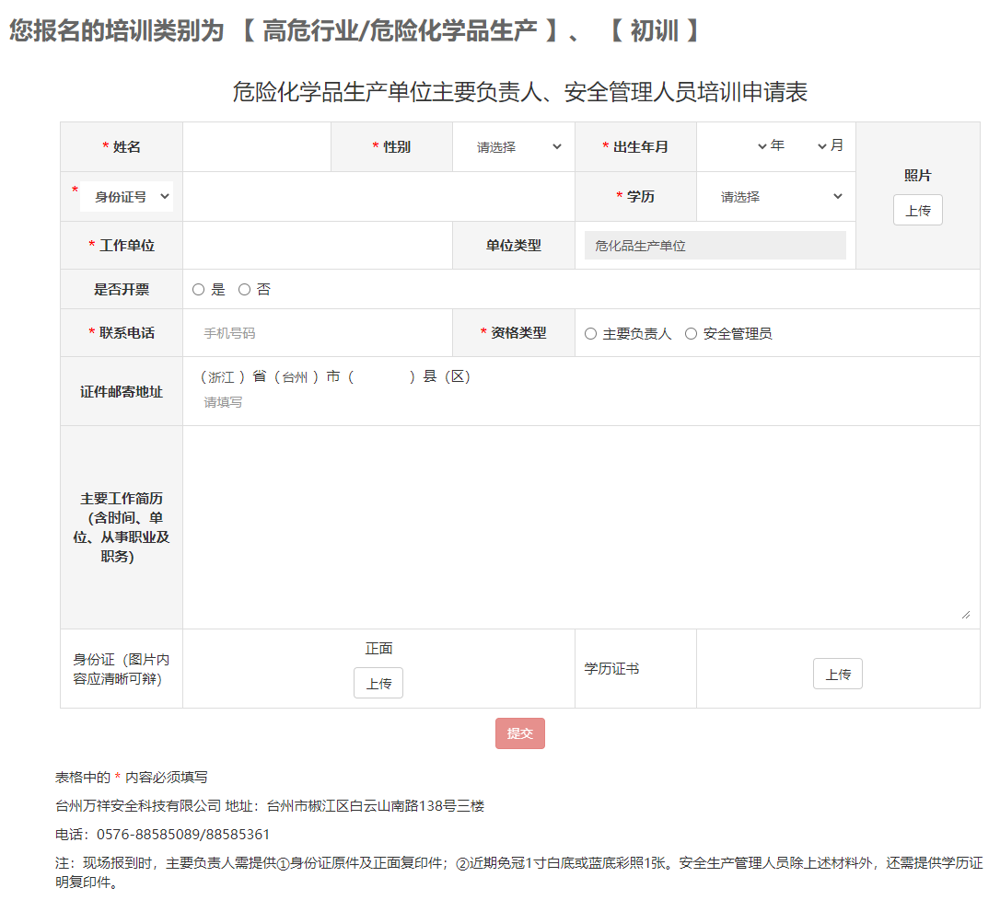 您报名的培训类别为 【 高危行业/危险化学品生产 】、 【 初训 】
危险化学品生产单位主要负责人、安全管理人员培训申请表
* 姓名
* 性别
请选择
* 出生年月
年
月
照片
上传
* 身份证号
* 学历
请选择
* 工作单位
单位类型
危化品生产单位
是否开票
是
否
* 联系电话
手机号码
* 资格类型
主要负责人
安全管理员
证件邮寄地址
（浙江 ）省（ 台州 ）市（ ）县（区）
请填写
主要工作简历
（含时间、单
位、从事职业及
职务）
身份证（图片内
容应清晰可辩）
正面
上传
学历证书
上传
提交
表格中的 * 内容必须填写
台州万祥安全科技有限公司 地址：台州市椒江区白云山南路138号三楼
电话：0576-88585089/88585361
注：现场报到时，主要负责人需提供①身份证原件及正面复印件；②近期免冠1寸白底或蓝底彩照1张。安全生产管理人员除上述材料外，还需提供学历证
明复印件。